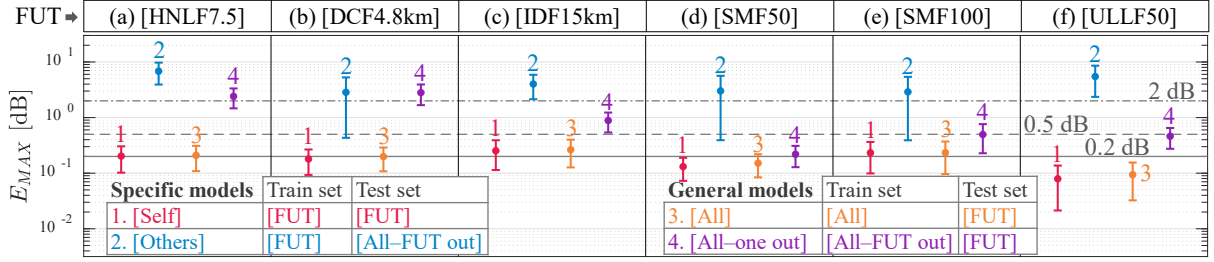 FUT ➡ (a) [HNLF7.5] (b) [DCF4.8km] (c) [IDF15km] (d) [SMF50] (e) [SMF100] (f) [ULLF50]
E_MAX [dB]
10 1
10 0
10 -1
10 -2
2 4 2 4 2 4 2 4 2 4 2 4
1 3 1 3 1 3 1 3 1 3 1 3
2 dB
0.5 dB
0.2 dB
Specific models Train set Test set
1. [Self] [FUT] [FUT]
2. [Others] [FUT] [All–FUT out]
General models Train set Test set
3. [All] [All] [FUT]
4. [All–one out] [All–FUT out] [FUT]